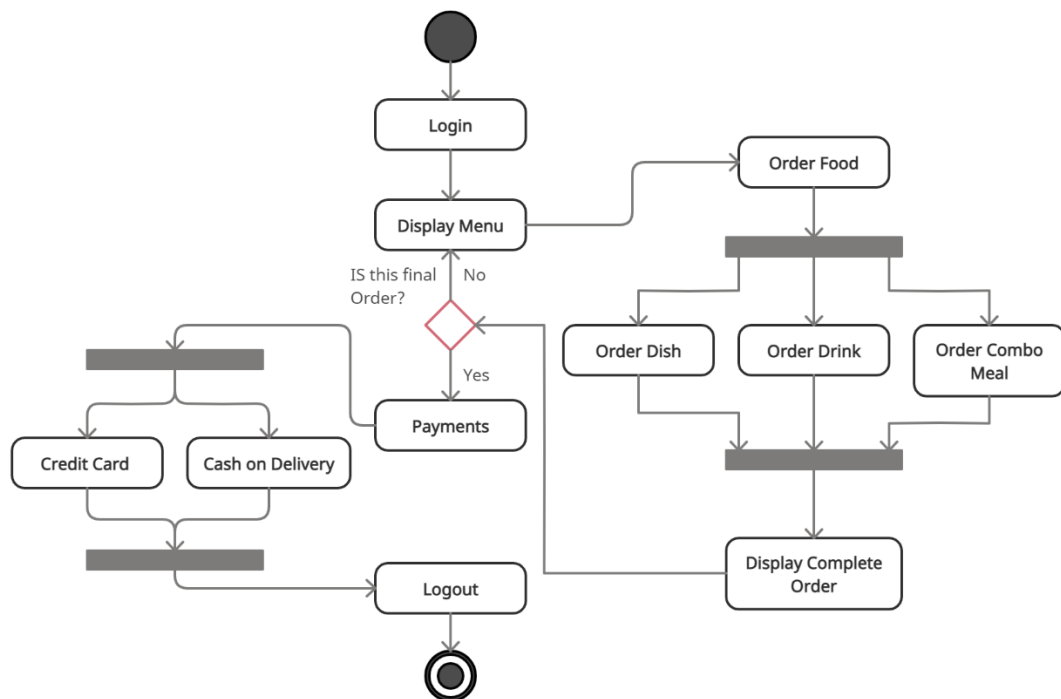 Login
Order Food
Display Menu
IS this final
Order?
No
Order Dish
Order Drink
Order Combo
Meal
Yes
Payments
Credit Card
Cash on Delivery
Display Complete
Order
Logout